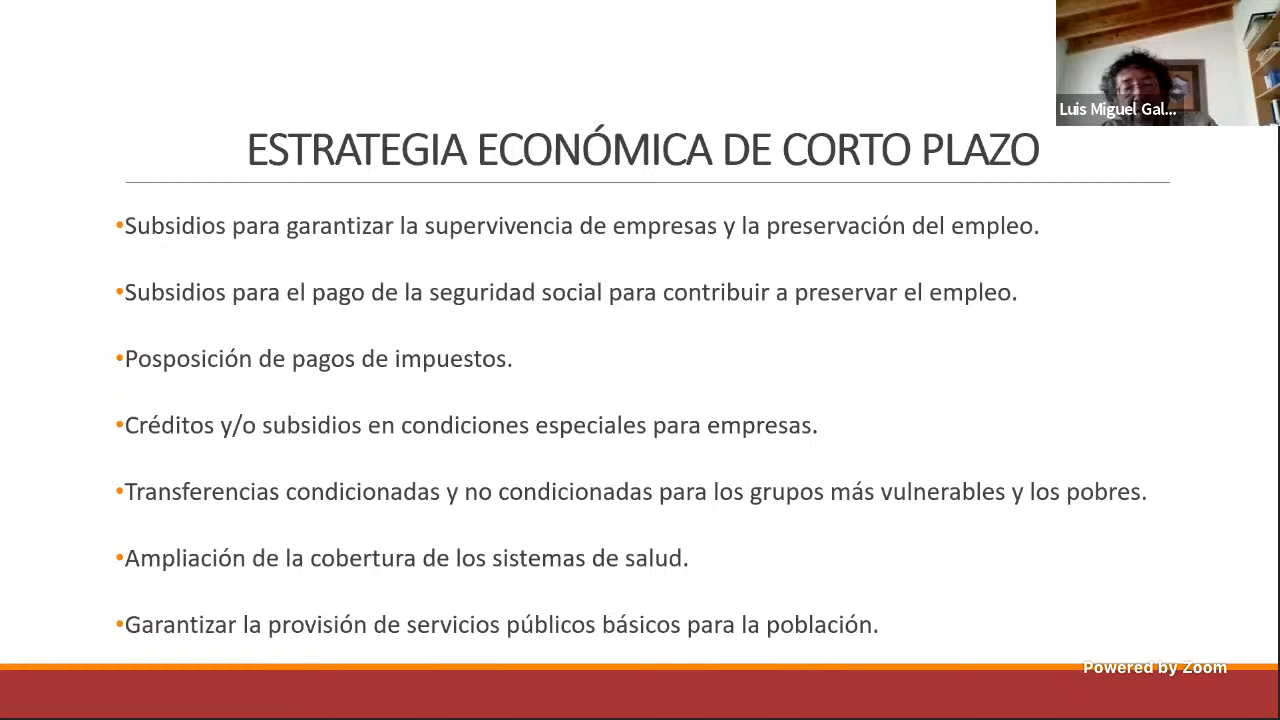 Luis Miguel Gal...
ESTRATEGIA ECONÓMICA DE CORTO PLAZO
•Subsidios para garantizar la supervivencia de empresas y la preservación del empleo.
•Subsidios para el pago de la seguridad social para contribuir a preservar el empleo.
•Posposición de pagos de impuestos.
•Créditos y/o subsidios en condiciones especiales para empresas.
•Transferencias condicionadas y no condicionadas para los grupos más vulnerables y los pobres.
•Ampliación de la cobertura de los sistemas de salud.
•Garantizar la provisión de servicios públicos básicos para la población.
Powered by Zoom